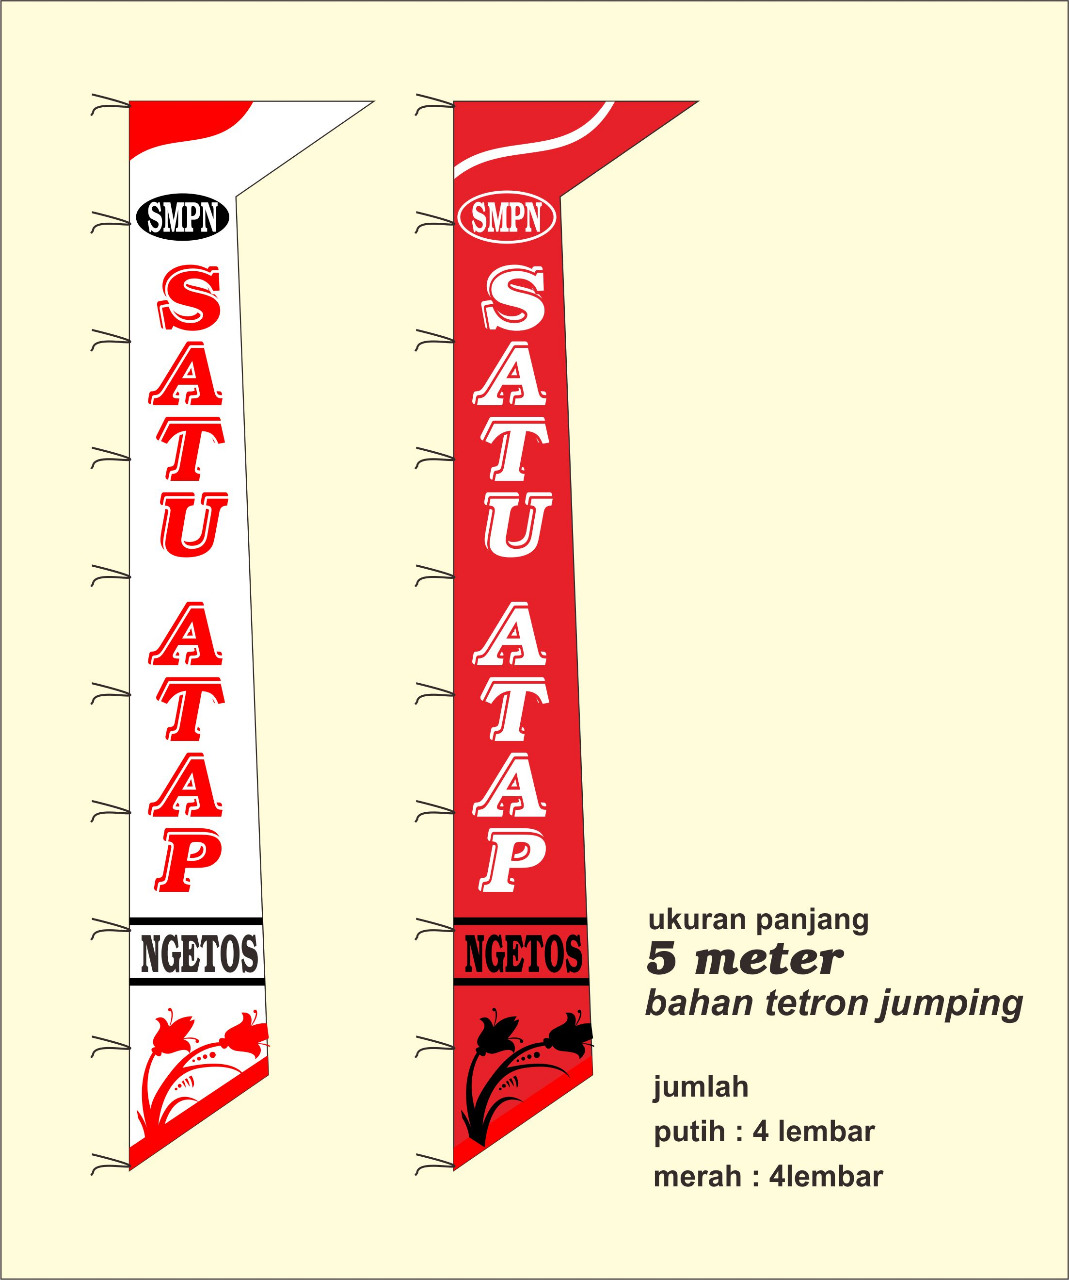 SMPN
SATU
ATAP
NGETOS
SMPN
SATU
ATAP
NGETOS
ukuran panjang
5 meter
bahan tetron jumping
jumlah
putih : 4 lembar
merah : 4lembar